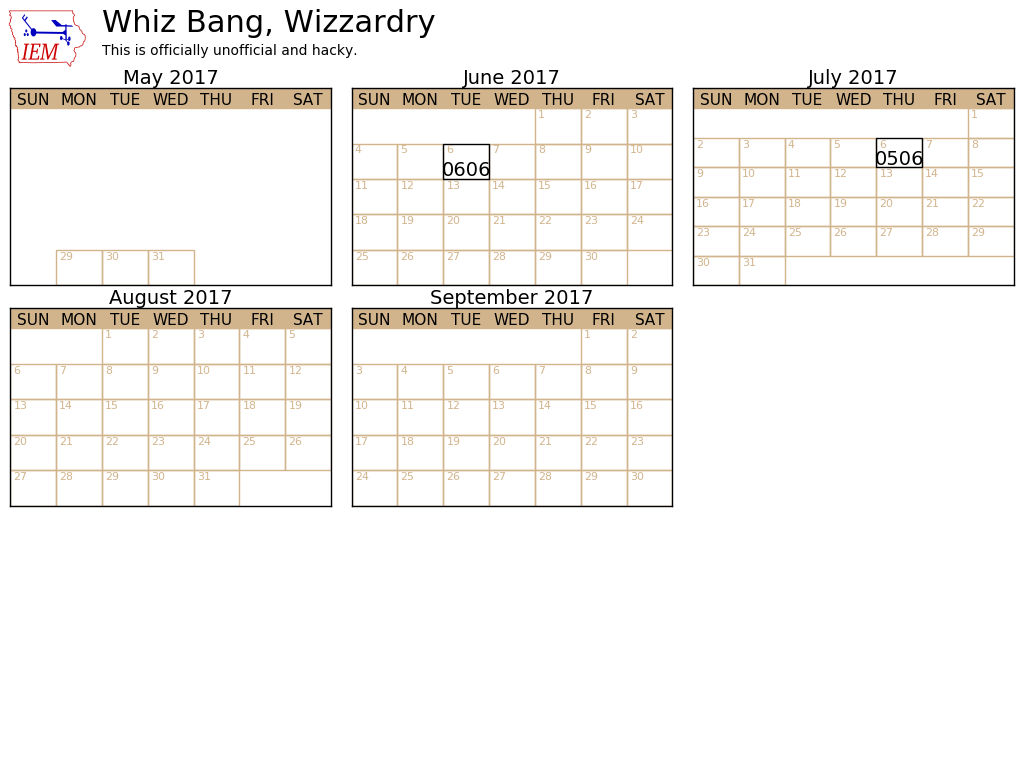 IEM
Whiz Bang, Wizzardry
This is officially unofficial and hacky.
May 2017
SUN MON TUE WED THU FRI SAT
29 30 31
June 2017
SUN MON TUE WED THU FRI SAT
1 2 3
4 5 6 7 8 9 10
0606
11 12 13 14 15 16 17
18 19 20 21 22 23 24
25 26 27 28 29 30
July 2017
SUN MON TUE WED THU FRI SAT
1
2 3 4 5 6 7 8
0506
9 10 11 12 13 14 15
16 17 18 19 20 21 22
23 24 25 26 27 28 29
30 31
August 2017
SUN MON TUE WED THU FRI SAT
1 2 3 4 5
6 7 8 9 10 11 12
13 14 15 16 17 18 19
20 21 22 23 24 25 26
27 28 29 30 31
September 2017
SUN MON TUE WED THU FRI SAT
1 2
3 4 5 6 7 8 9
10 11 12 13 14 15 16
17 18 19 20 21 22 23
24 25 26 27 28 29 30